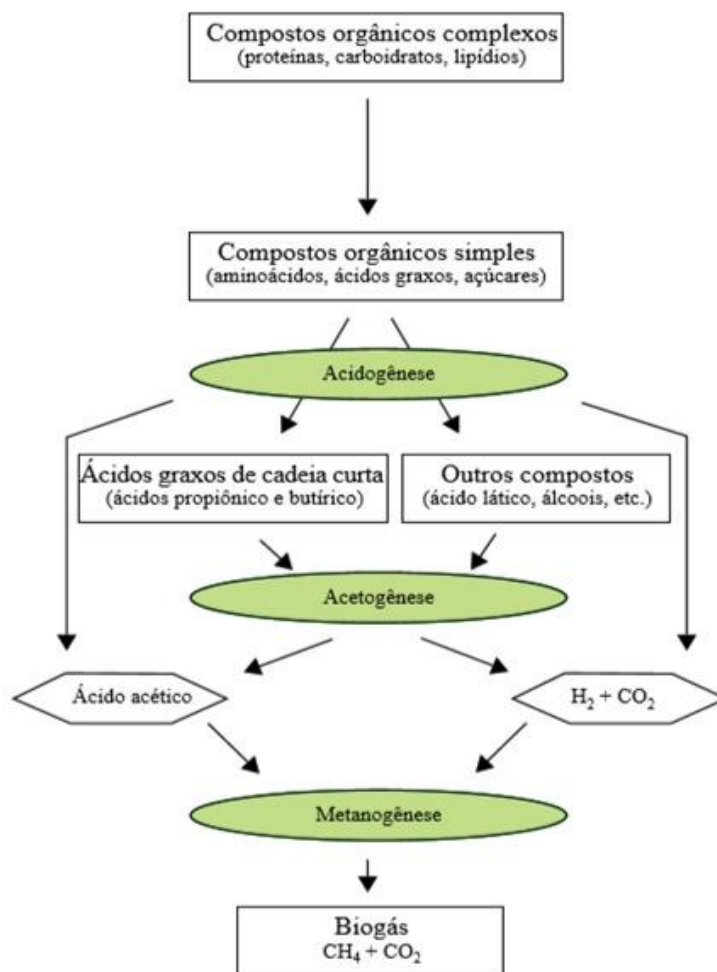 Compostos orgânicos complexos
(proteínas, carboidratos, lipídios)
Compostos orgânicos simples
(aminoácidos, ácidos graxos, açúcares)
Acidogênese
Ácidos graxos de cadeia curta
(ácidos propiônico e butírico)
Outros compostos
(ácido lático, álcoois, etc.)
Acetogênese
Ácido acético
H₂ + CO₂
Metanogênese
Biogás
CH₄ + CO₂